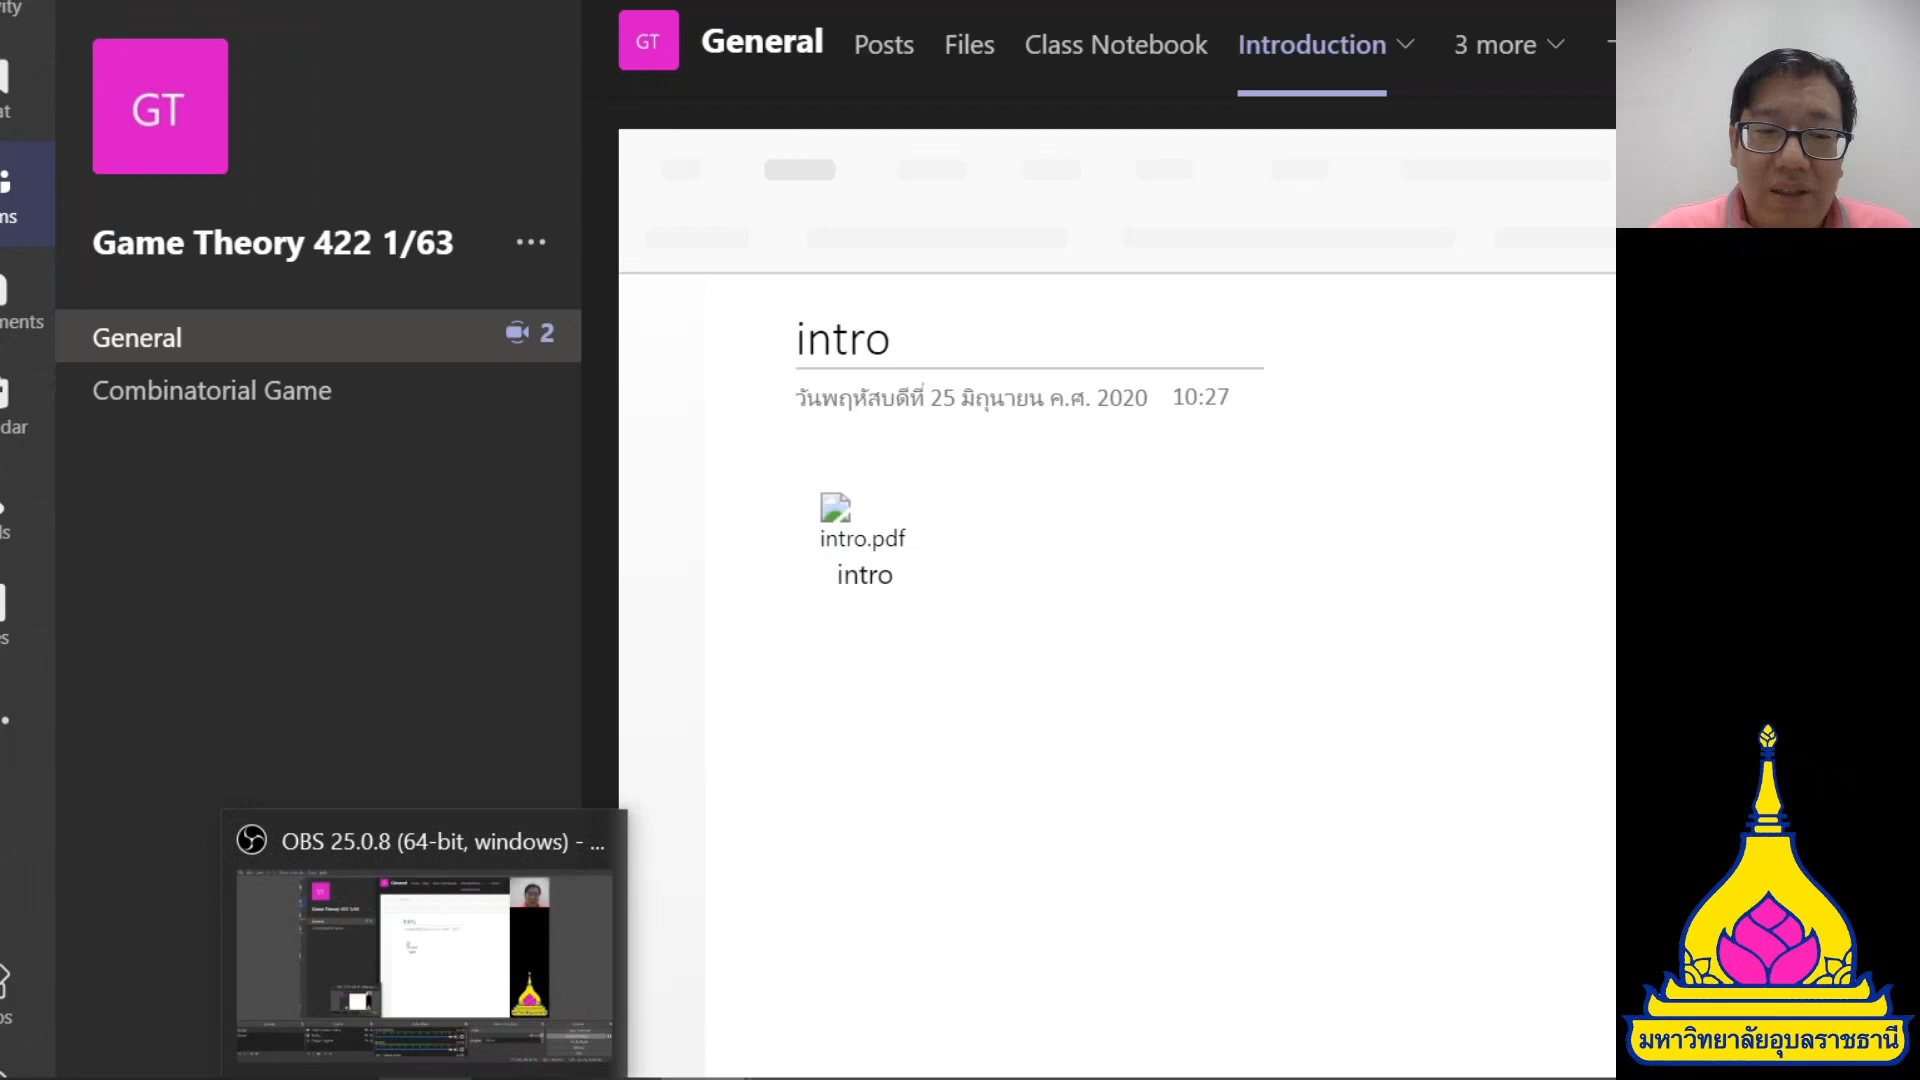 GT
Game Theory 422 1/63
General
2
Combinatorial Game
GT
General
Posts
Files
Class Notebook
Introduction
3 more
intro
วันพฤหัสบดีที่ 25 มิถุนายน ค.ศ. 2020 10:27
intro.pdf
intro
OBS 25.0.8 (64-bit, windows) - ...
มหาวิทยาลัยอุบลราชธานี